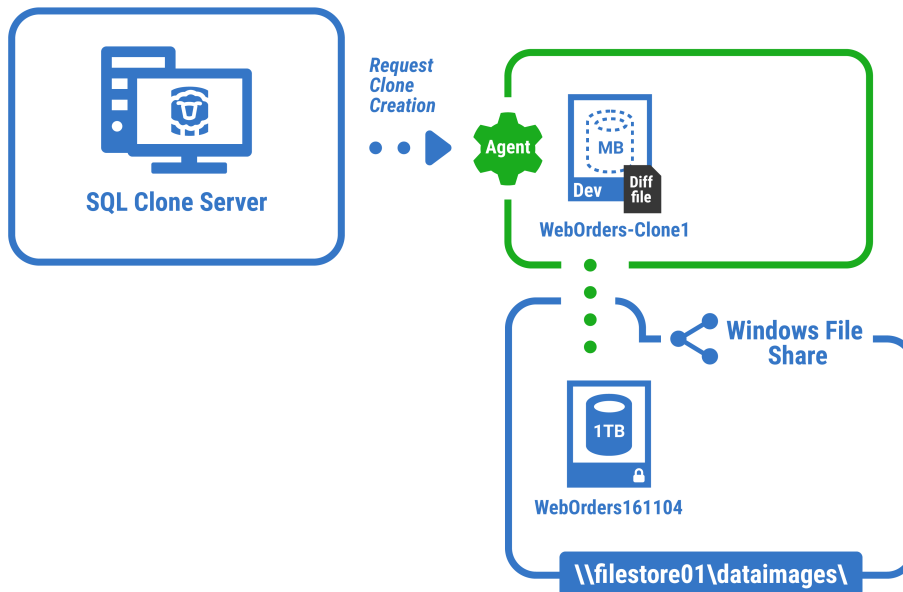 Request
Clone
Creation
SQL Clone Server
Agent
MB
Dev
Diff
file
WebOrders-Clone1
Windows File
Share
1TB
WebOrders161104
\\filestore01\dataimages\